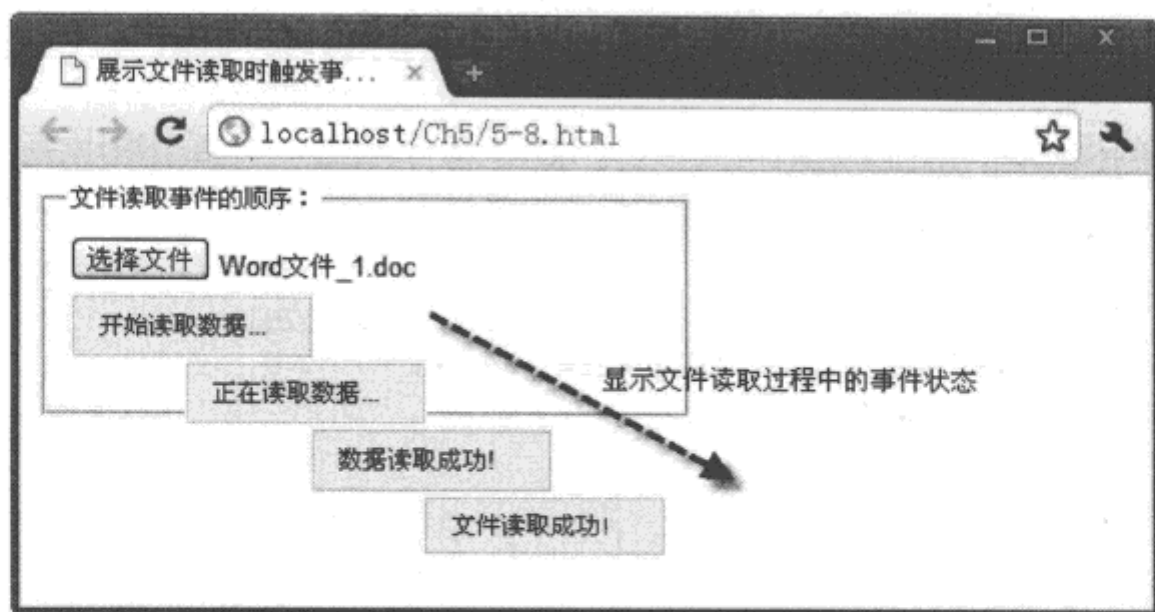 展示文件读取时触发事...
localhost/Ch5/5-8.html
文件读取事件的顺序：
选择文件 Word文件_1.doc
开始读取数据...
显示文件读取过程中的事件状态
正在读取数据...
数据读取成功!
文件读取成功!